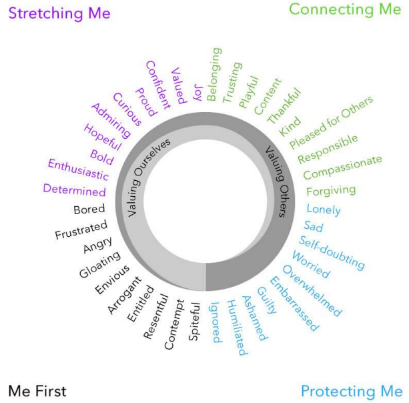 Stretching Me
Connecting Me
Determined
Enthusiastic
Bold
Hopeful
Admiring
Curious
Proud
Confident
Valued
Joy
Belonging
Trusting
Playful
Content
Thankful
Kind
Pleased for Others
Responsible
Compassionate
Forgiving
Lonely
Sad
Self-doubting
Worried
Overwhelmed
Embarrassed
Guilty
Ashamed
Humiliated
Ignored
Spiteful
Contempt
Resentful
Entitled
Arrogant
Envious
Gloating
Angry
Frustrated
Bored
Valuing Ourselves
Valuing Others
Me First
Protecting Me